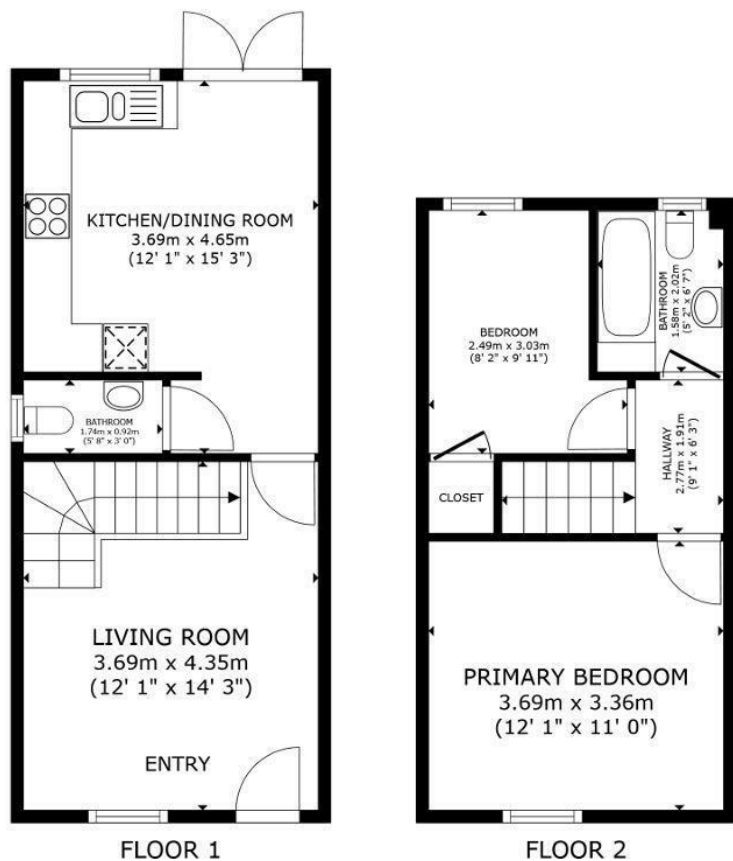 KITCHEN/DINING ROOM
3.69m x 4.65m
(12' 1" x 15' 3")
BATHROOM
1.74m x 0.92m
(5' 8" x 3' 0")
LIVING ROOM
3.69m x 4.35m
(12' 1" x 14' 3")
ENTRY
FLOOR 1
BEDROOM
2.49m x 3.03m
(8' 2" x 9' 11")
BATHROOM
1.58m x 2.02m
(5' 2" x 6' 7")
HALLWAY
2.77m x 1.91m
(9' 1" x 6' 3")
CLOSET
PRIMARY BEDROOM
3.69m x 3.36m
(12' 1" x 11' 0")
FLOOR 2